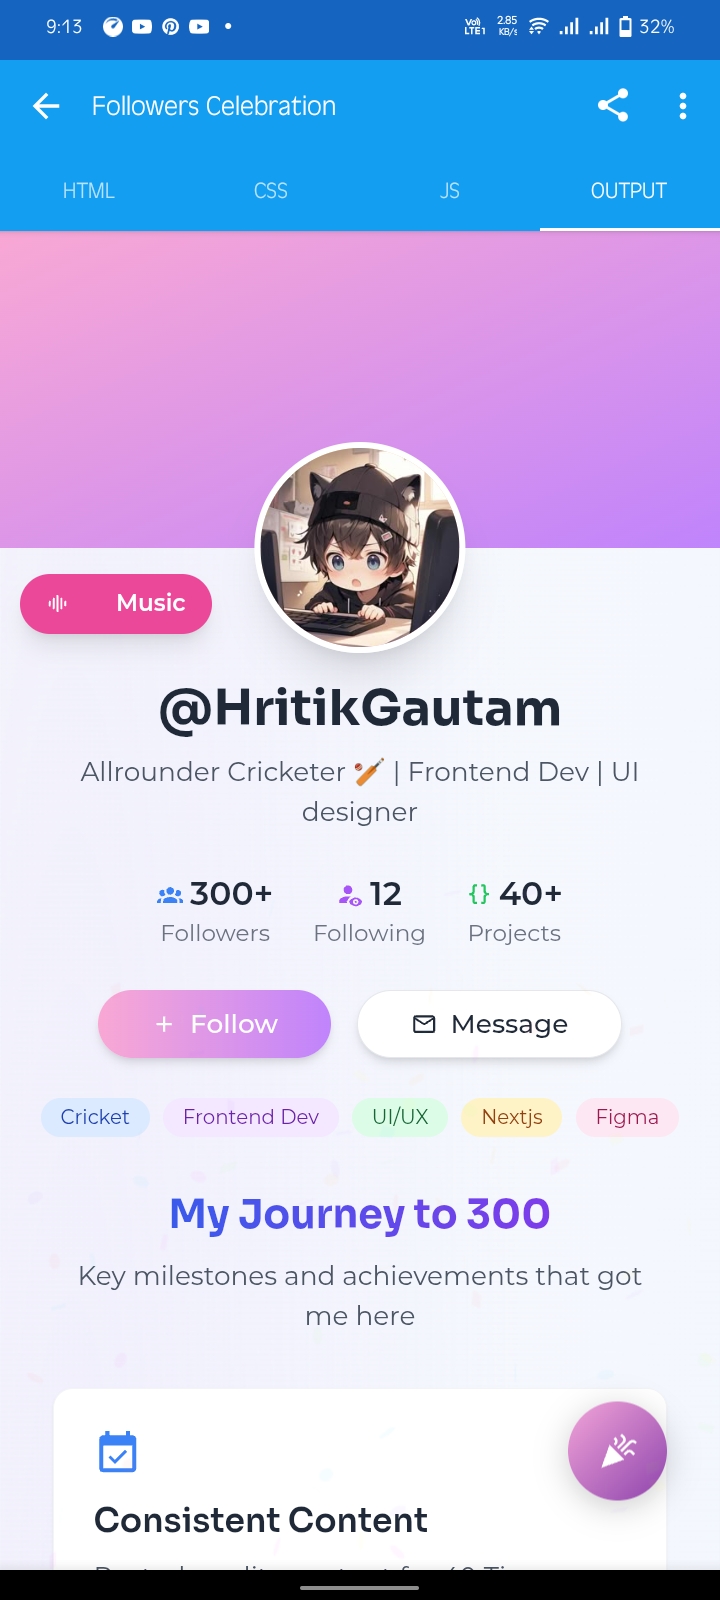 9:13
Vo))
LTE1
2.85
KB/s
32%
Followers Celebration
HTML CSS JS OUTPUT
Music
@HritikGautam
Allrounder Cricketer 🏏 | Frontend Dev | UI
designer
300+ 12 40+
Followers Following Projects
+ Follow Message
Cricket Frontend Dev UI/UX Nextjs Figma
My Journey to 300
Key milestones and achievements that got
me here
Consistent Content